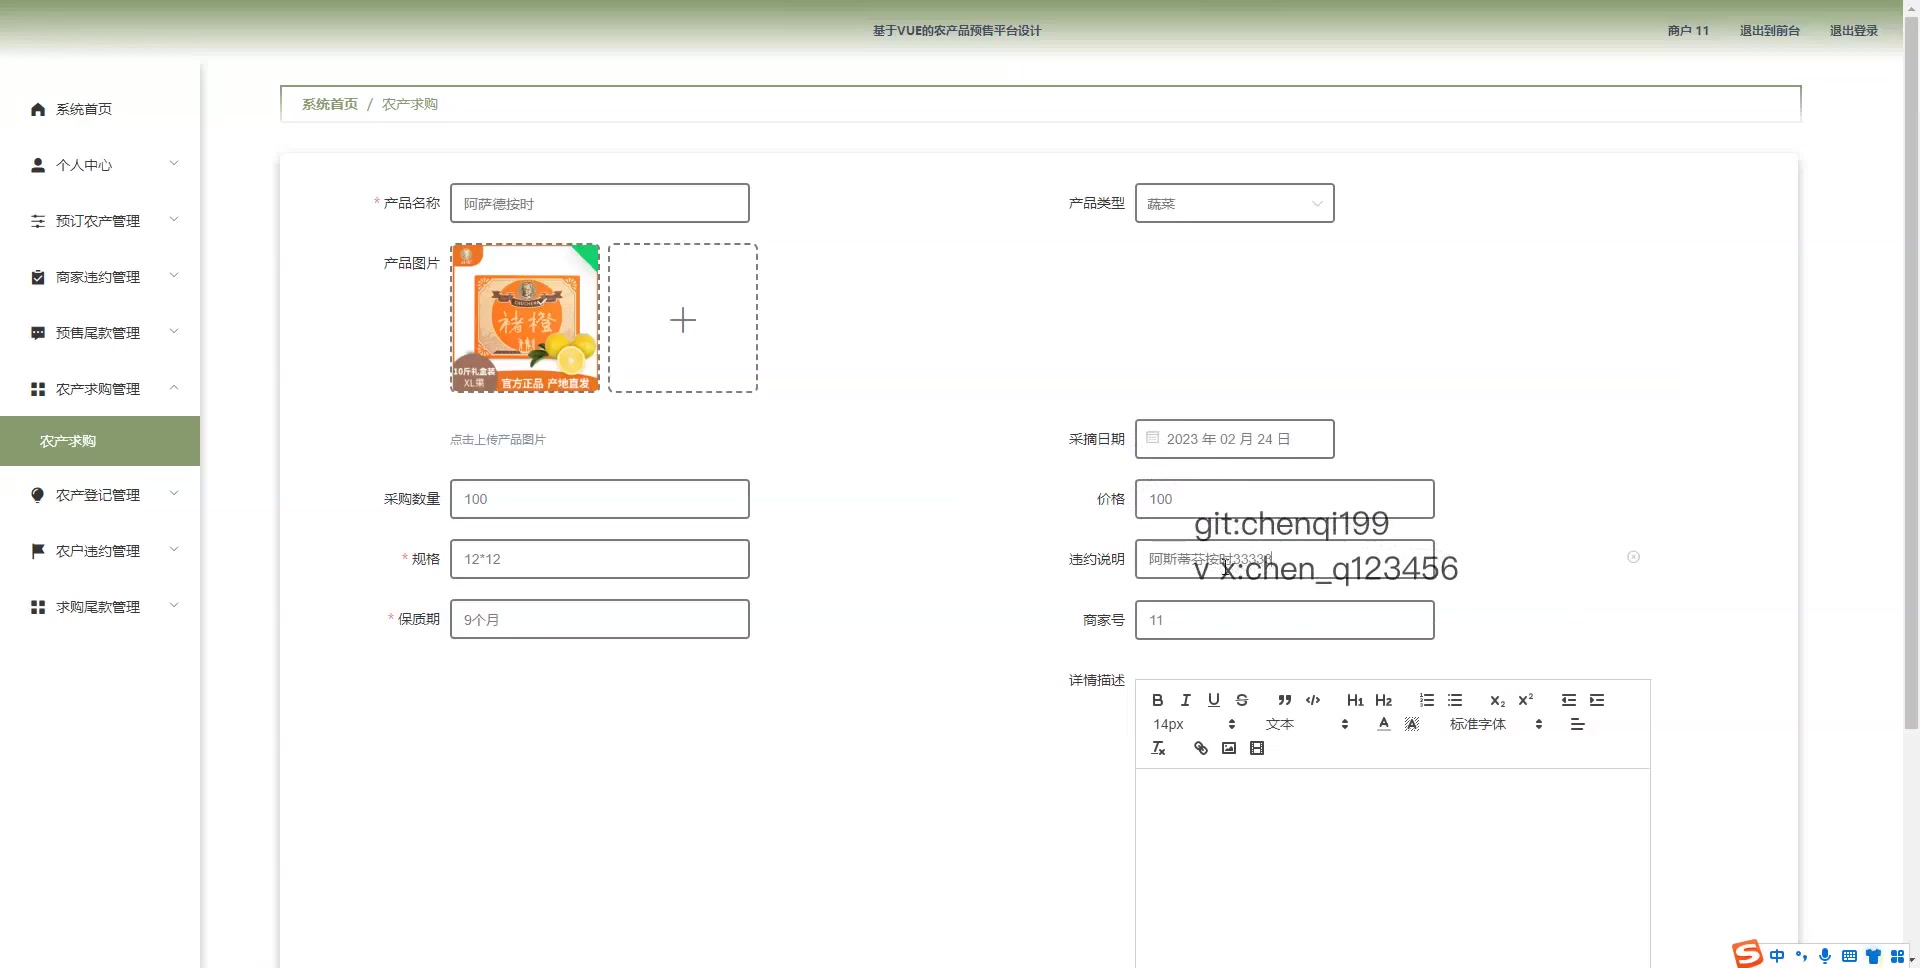 基于VUE的农产品预售平台设计
商户 11
退出到前台
退出登录
系统首页
个人中心
预订农产管理
商家违约管理
预售尾款管理
农产求购管理
农产求购
农产登记管理
农户违约管理
求购尾款管理
系统首页 / 农产求购
* 产品名称 阿萨德按时
产品类型 蔬菜
产品图片
褚橙
10斤礼盒装
XL果
官方正品 产地直发
点击上传产品图片
采摘日期 2023 年 02 月 24 日
采购数量 100
价格 100
git:chenqi199
* 规格 12*12
违约说明 阿斯蒂芬按时33333
v x:chen_q123456
* 保质期 9个月
商家号 11
详情描述
B I U S H1 H2 X2 X2
14px 文本 A A 标准字体
Tx
S 中